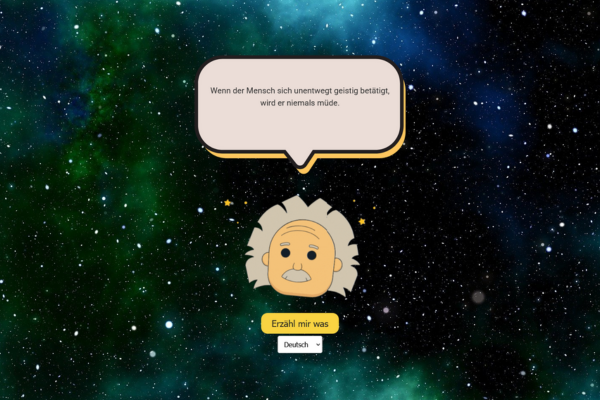 Wenn der Mensch sich unentwegt geistig betätigt,
wird er niemals müde.
Erzähl mir was
Deutsch